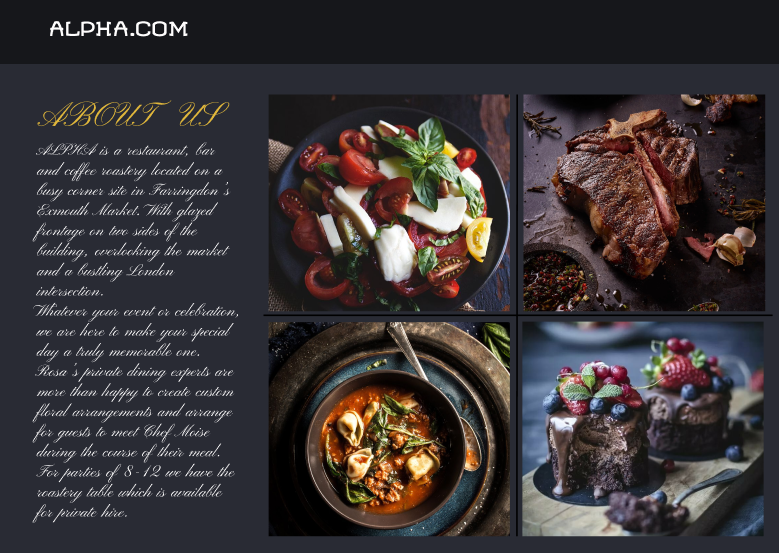 ALPHA.COM
ABOUT US
ALPHA is a restaurant, bar
and coffee roastery located on a
busy corner site in Farringdon's
Exmouth Market. With glazed
frontage on two sides of the
building, overlooking the market
and a bustling London
intersection.
Whatever your event or celebration,
we are here to make your special
day a truly memorable one.
Rosa's private dining experts are
more than happy to create custom
floral arrangements and arrange
for guests to meet Chef Moise
during the course of their meal.
For parties of 8-12 we have the
roastery table which is available
for private hire.